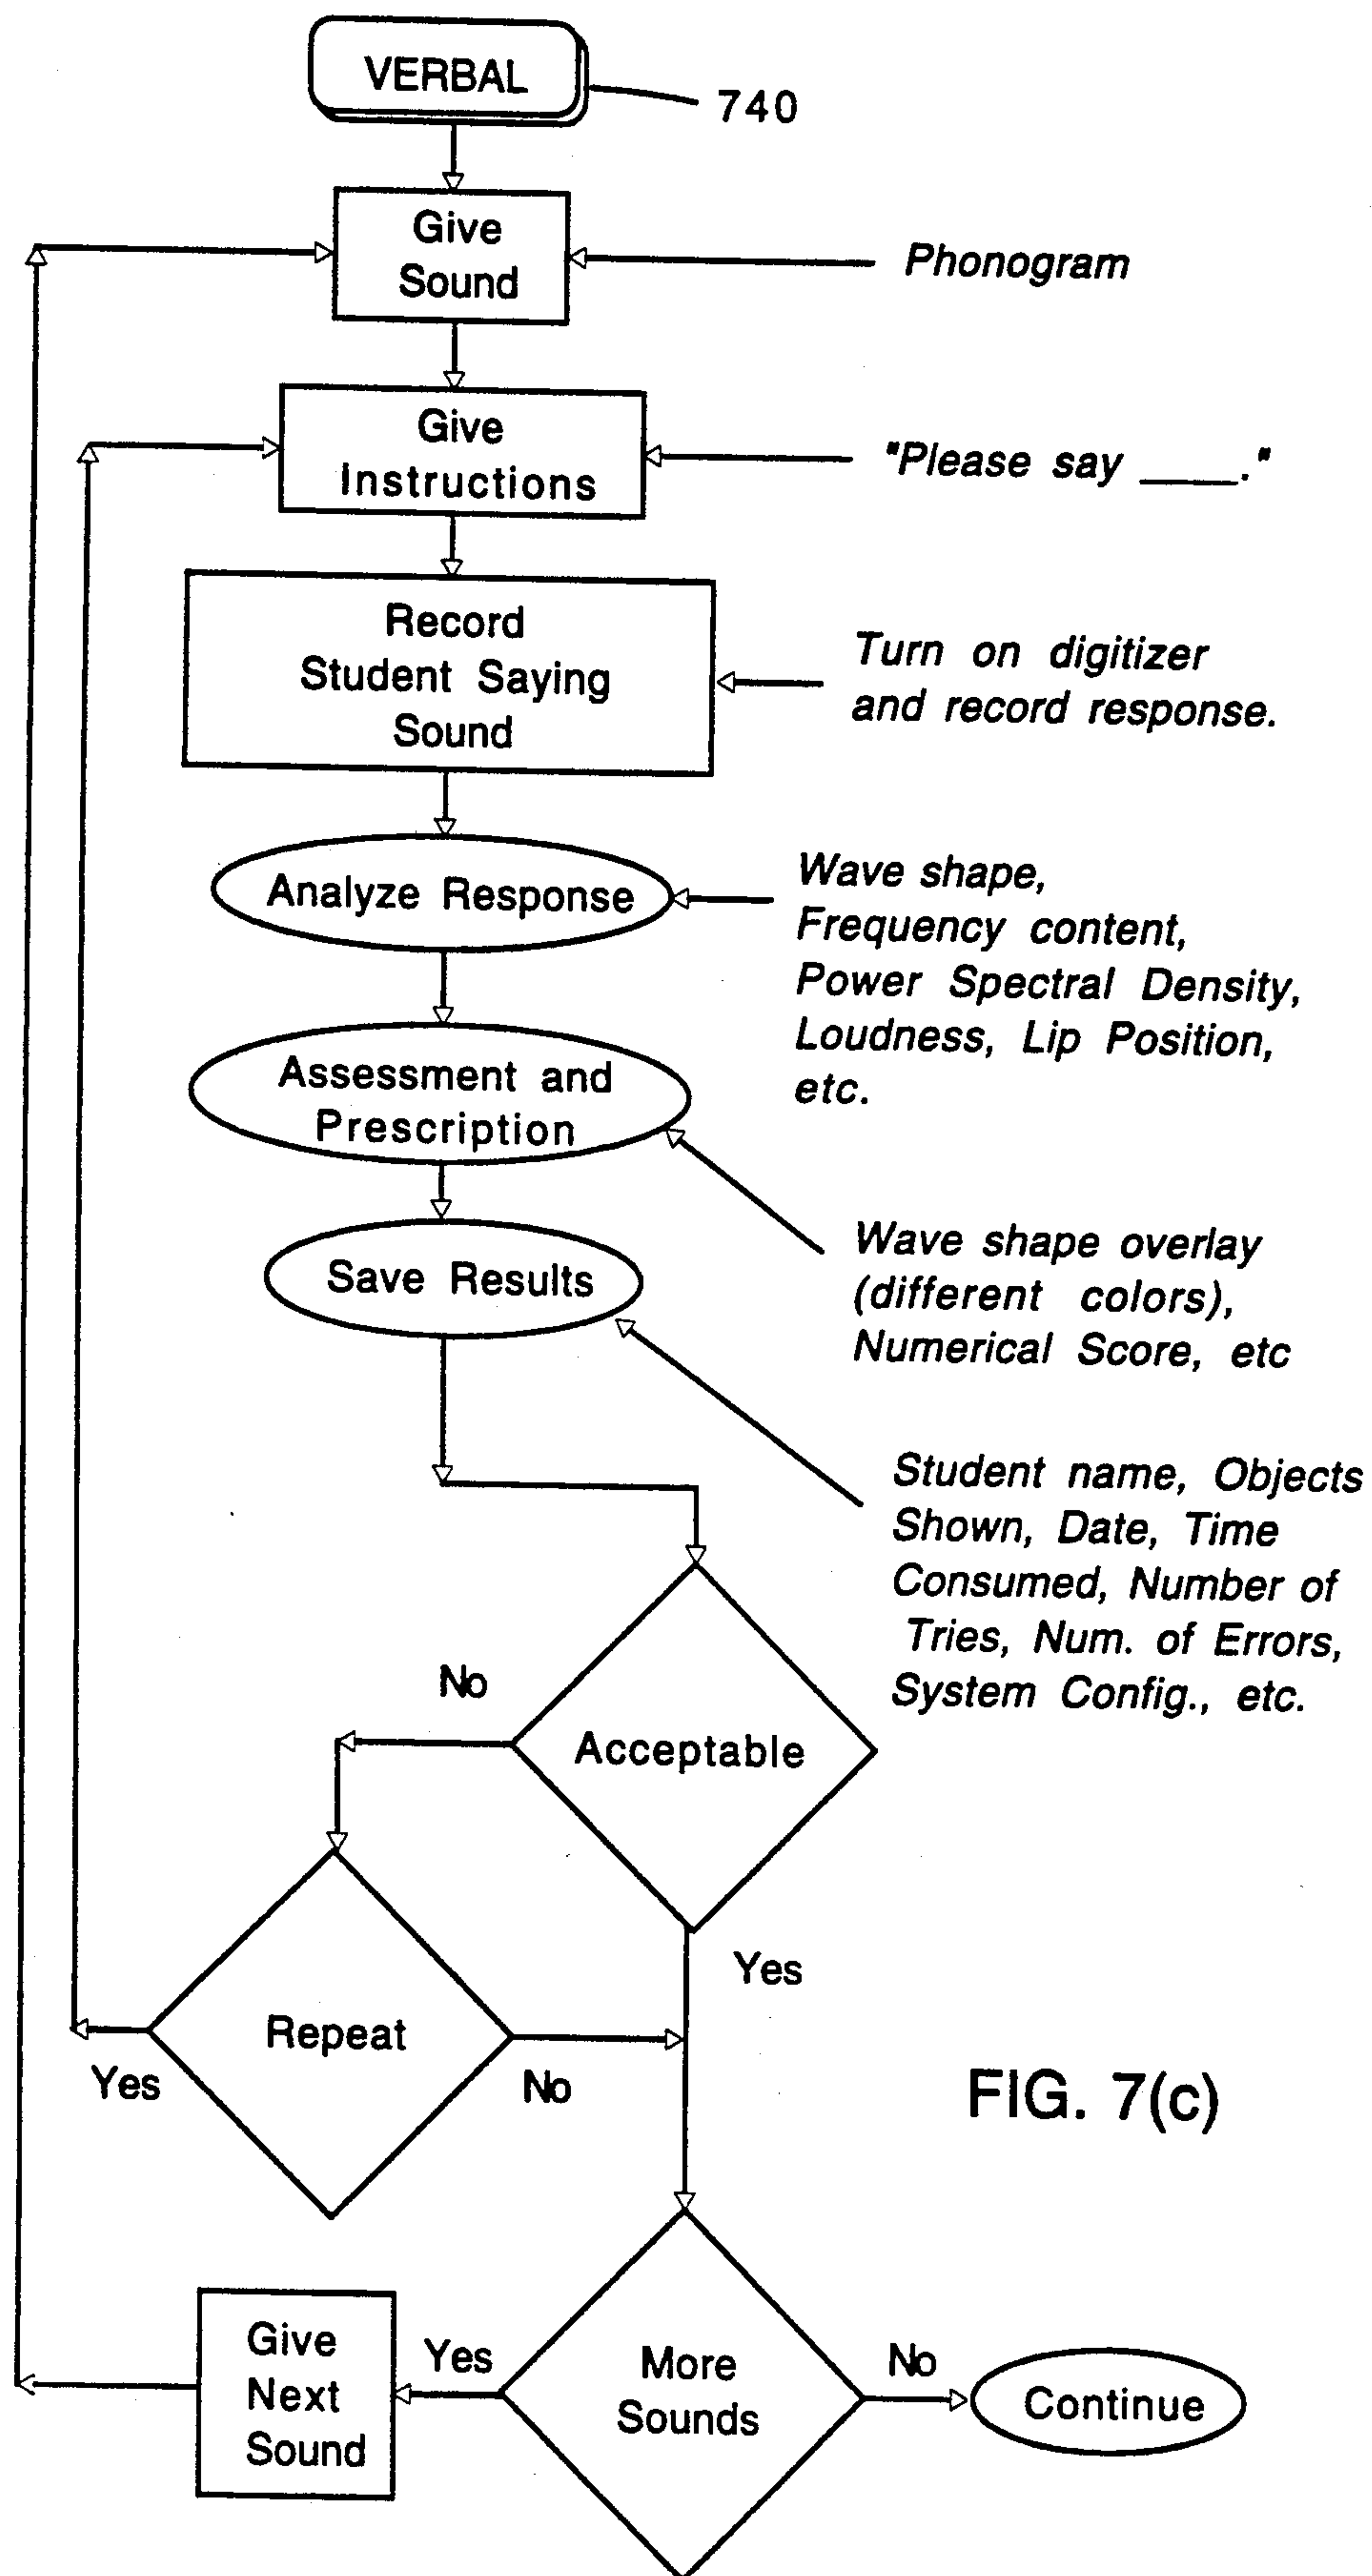 VERBAL
740
Give
Sound
Phonogram
Give
Instructions
"Please say ____."
Record
Student Saying
Sound
Turn on digitizer
and record response.
Analyze Response
Wave shape,
Frequency content,
Power Spectral Density,
Loudness, Lip Position,
etc.
Assessment and
Prescription
Wave shape overlay
(different colors),
Numerical Score, etc
Save Results
Student name, Objects
Shown, Date, Time
Consumed, Number of
Tries, Num. of Errors,
System Config., etc.
No
Acceptable
Yes
Repeat
Yes
No
FIG. 7(c)
Give
Next
Sound
Yes
More
Sounds
No
Continue